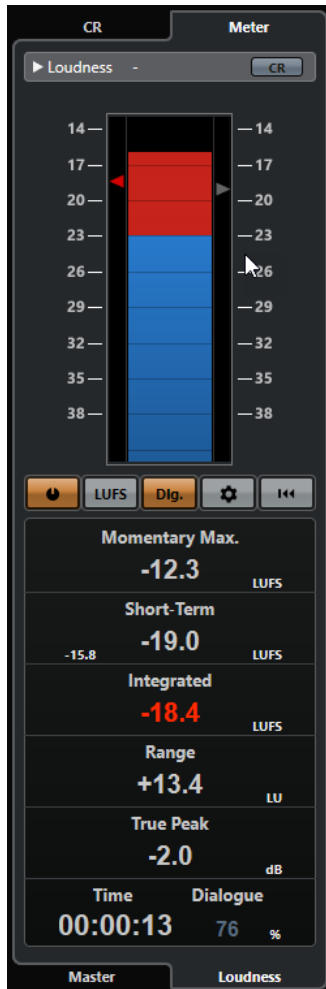 CR Meter
Loudness - CR
14 14
17 17
20 20
23 23
26 26
29 29
32 32
35 35
38 38
LUFS Dlg.
Momentary Max.
-12.3 LUFS
Short-Term
-15.8 -19.0 LUFS
Integrated
-18.4 LUFS
Range
+13.4 LU
True Peak
-2.0 dB
Time Dialogue
00:00:13 76 %
Master Loudness